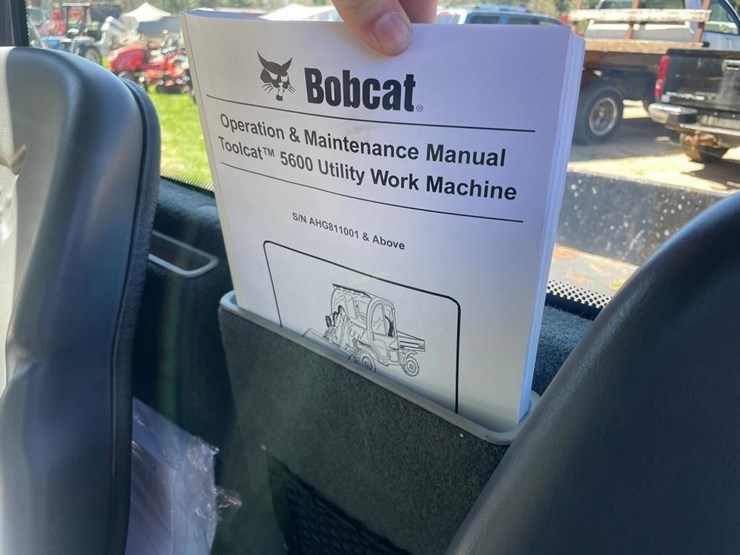 Bobcat®
Operation & Maintenance Manual
Toolcat™ 5600 Utility Work Machine
S/N AHG811001 & Above